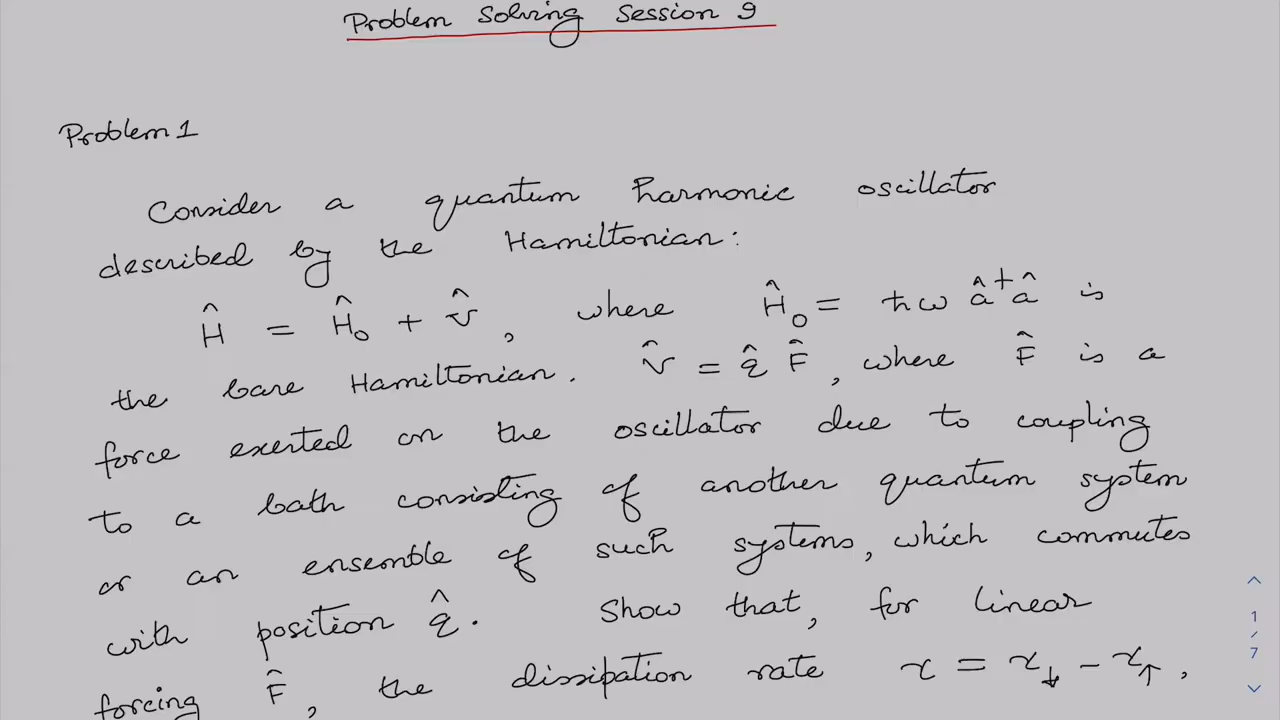 Problem Solving Session 9
Problem 1
Consider a quantum harmonic oscillator
described by the Hamiltonian:
Ĥ = Ĥ₀ + v̂, where Ĥ₀ = ħω â⁺â is
the bare Hamiltonian. v̂ = q̂ F̂, where F̂ is a
force exerted on the oscillator due to coupling
to a bath consisting of another quantum system
or an ensemble of such systems, which commutes
with position q̂. Show that, for linear
forcing F̂, the dissipation rate x = x↓ - x↑,
1
/
7